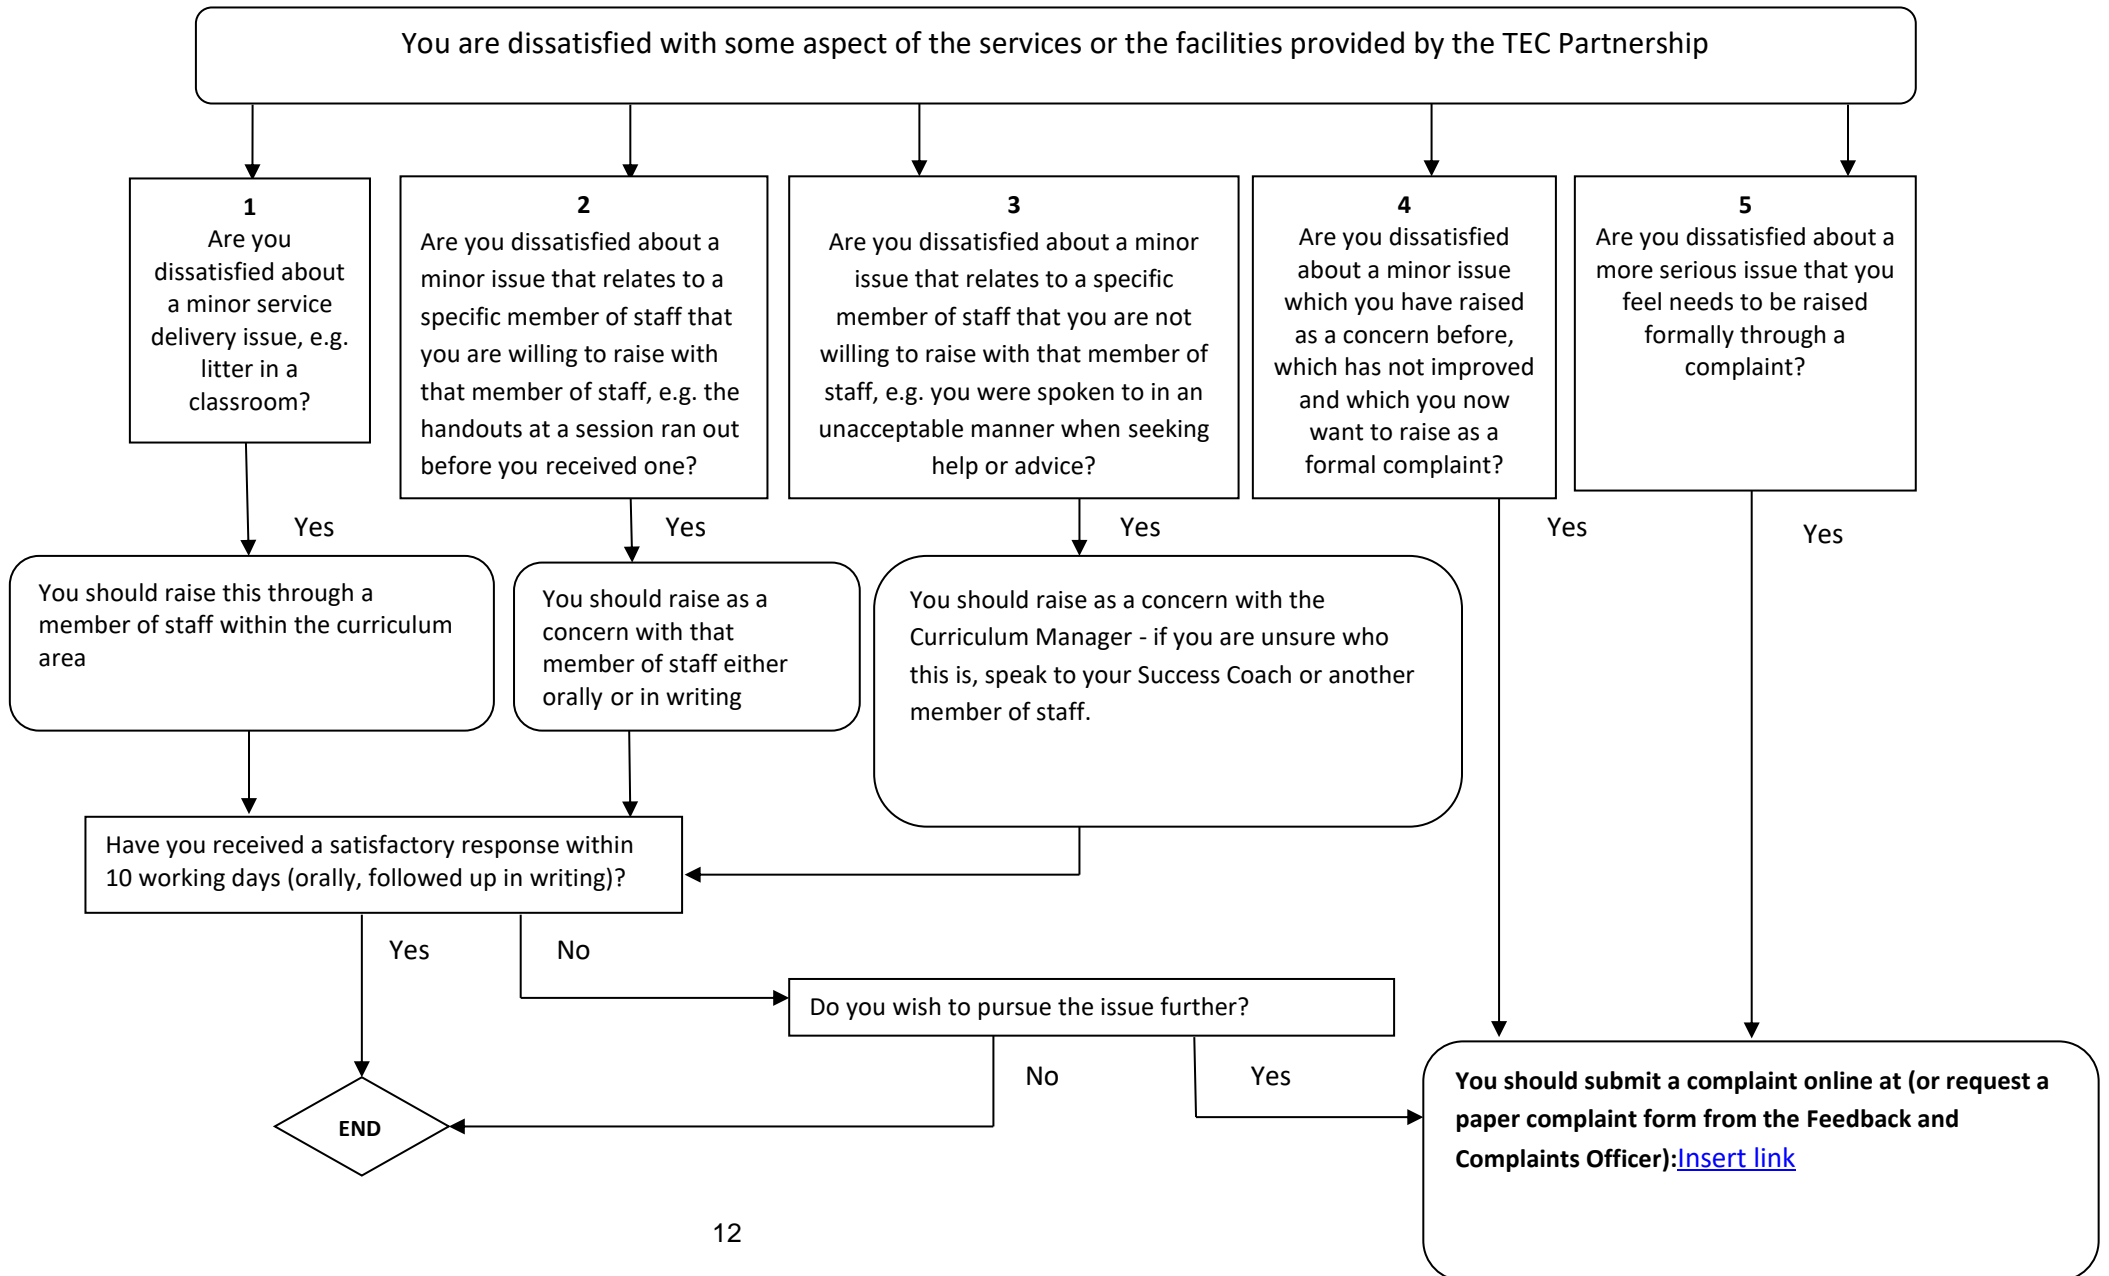 You are dissatisfied with some aspect of the services or the facilities provided by the TEC Partnership
1
Are you
dissatisfied about
a minor service
delivery issue, e.g.
litter in a
classroom?
2
Are you dissatisfied about a
minor issue that relates to a
specific member of staff that
you are willing to raise with
that member of staff, e.g. the
handouts at a session ran out
before you received one?
3
Are you dissatisfied about a minor
issue that relates to a specific
member of staff that you are not
willing to raise with that member of
staff, e.g. you were spoken to in an
unacceptable manner when seeking
help or advice?
4
Are you dissatisfied
about a minor issue
which you have raised
as a concern before,
which has not improved
and which you now
want to raise as a
formal complaint?
5
Are you dissatisfied about a
more serious issue that you
feel needs to be raised
formally through a
complaint?
Yes
Yes
Yes
Yes
Yes
You should raise this through a
member of staff within the curriculum
area
You should raise as a
concern with that
member of staff either
orally or in writing
You should raise as a concern with the
Curriculum Manager - if you are unsure who
this is, speak to your Success Coach or another
member of staff.
Have you received a satisfactory response within
10 working days (orally, followed up in writing)?
Yes
No
Do you wish to pursue the issue further?
No
Yes
END
You should submit a complaint online at (or request a
paper complaint form from the Feedback and
Complaints Officer):Insert link
12